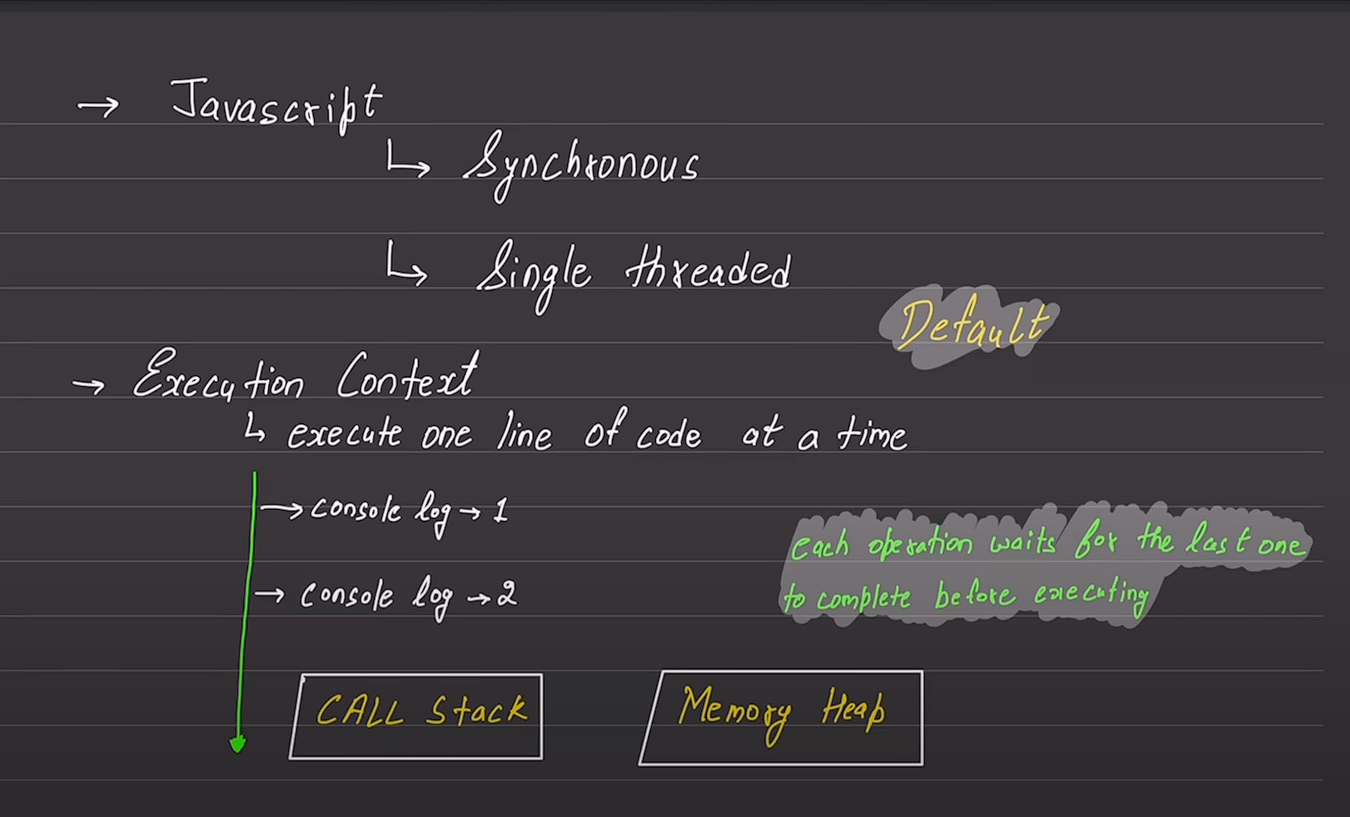 → Javascript
↳ Synchronous
↳ Single threaded
Default
→ Execution Context
↳ execute one line of code at a time
→ console log → 1
each operation waits for the last one
→ console log → 2
to complete before executing
CALL Stack
Memory Heap